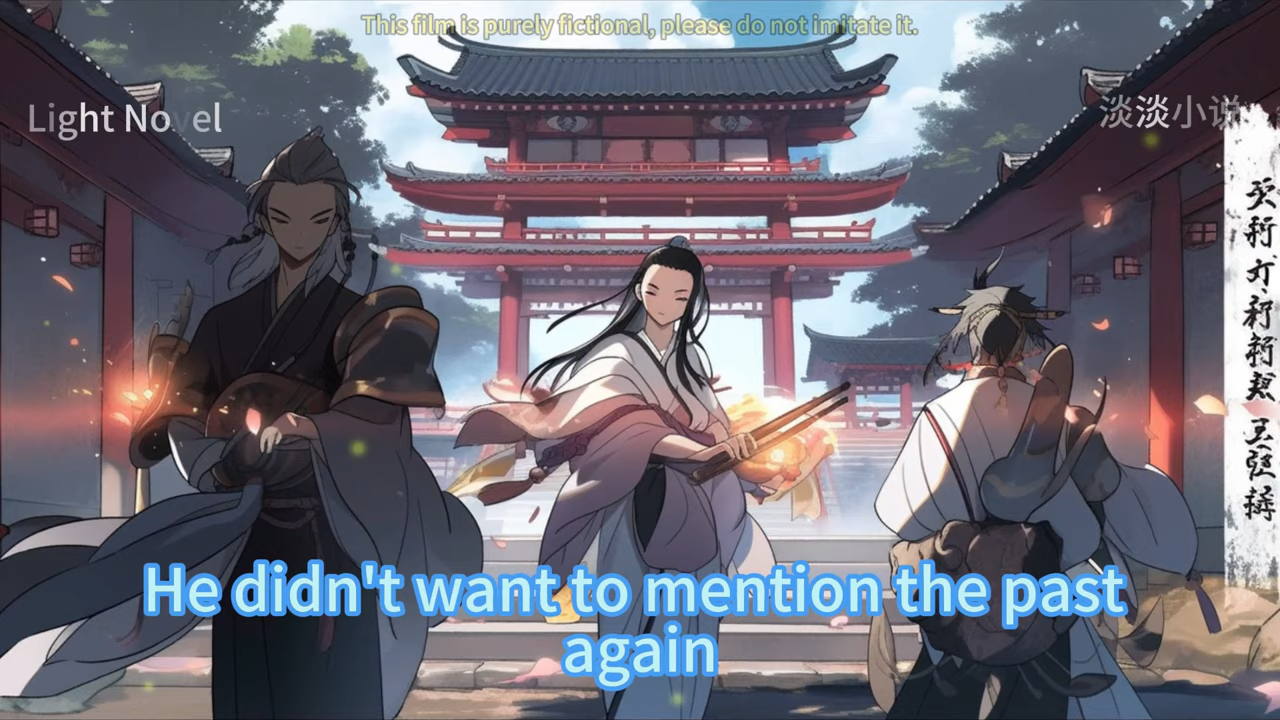 This film is purely fictional, please do not imitate it.
Light Novel
淡淡小说
He didn't want to mention the past
again